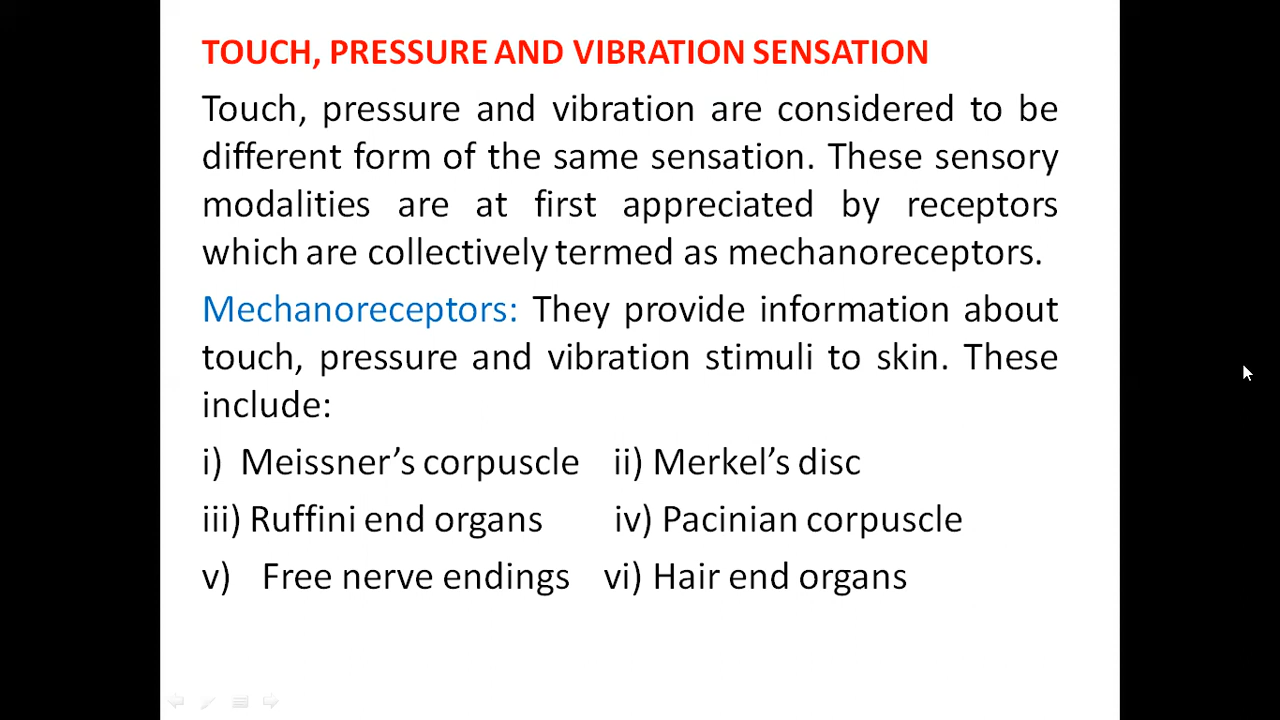 TOUCH, PRESSURE AND VIBRATION SENSATION
Touch, pressure and vibration are considered to be
different form of the same sensation. These sensory
modalities are at first appreciated by receptors
which are collectively termed as mechanoreceptors.
Mechanoreceptors: They provide information about
touch, pressure and vibration stimuli to skin. These
include:
i) Meissner’s corpuscle ii) Merkel’s disc
iii) Ruffini end organs iv) Pacinian corpuscle
v) Free nerve endings vi) Hair end organs